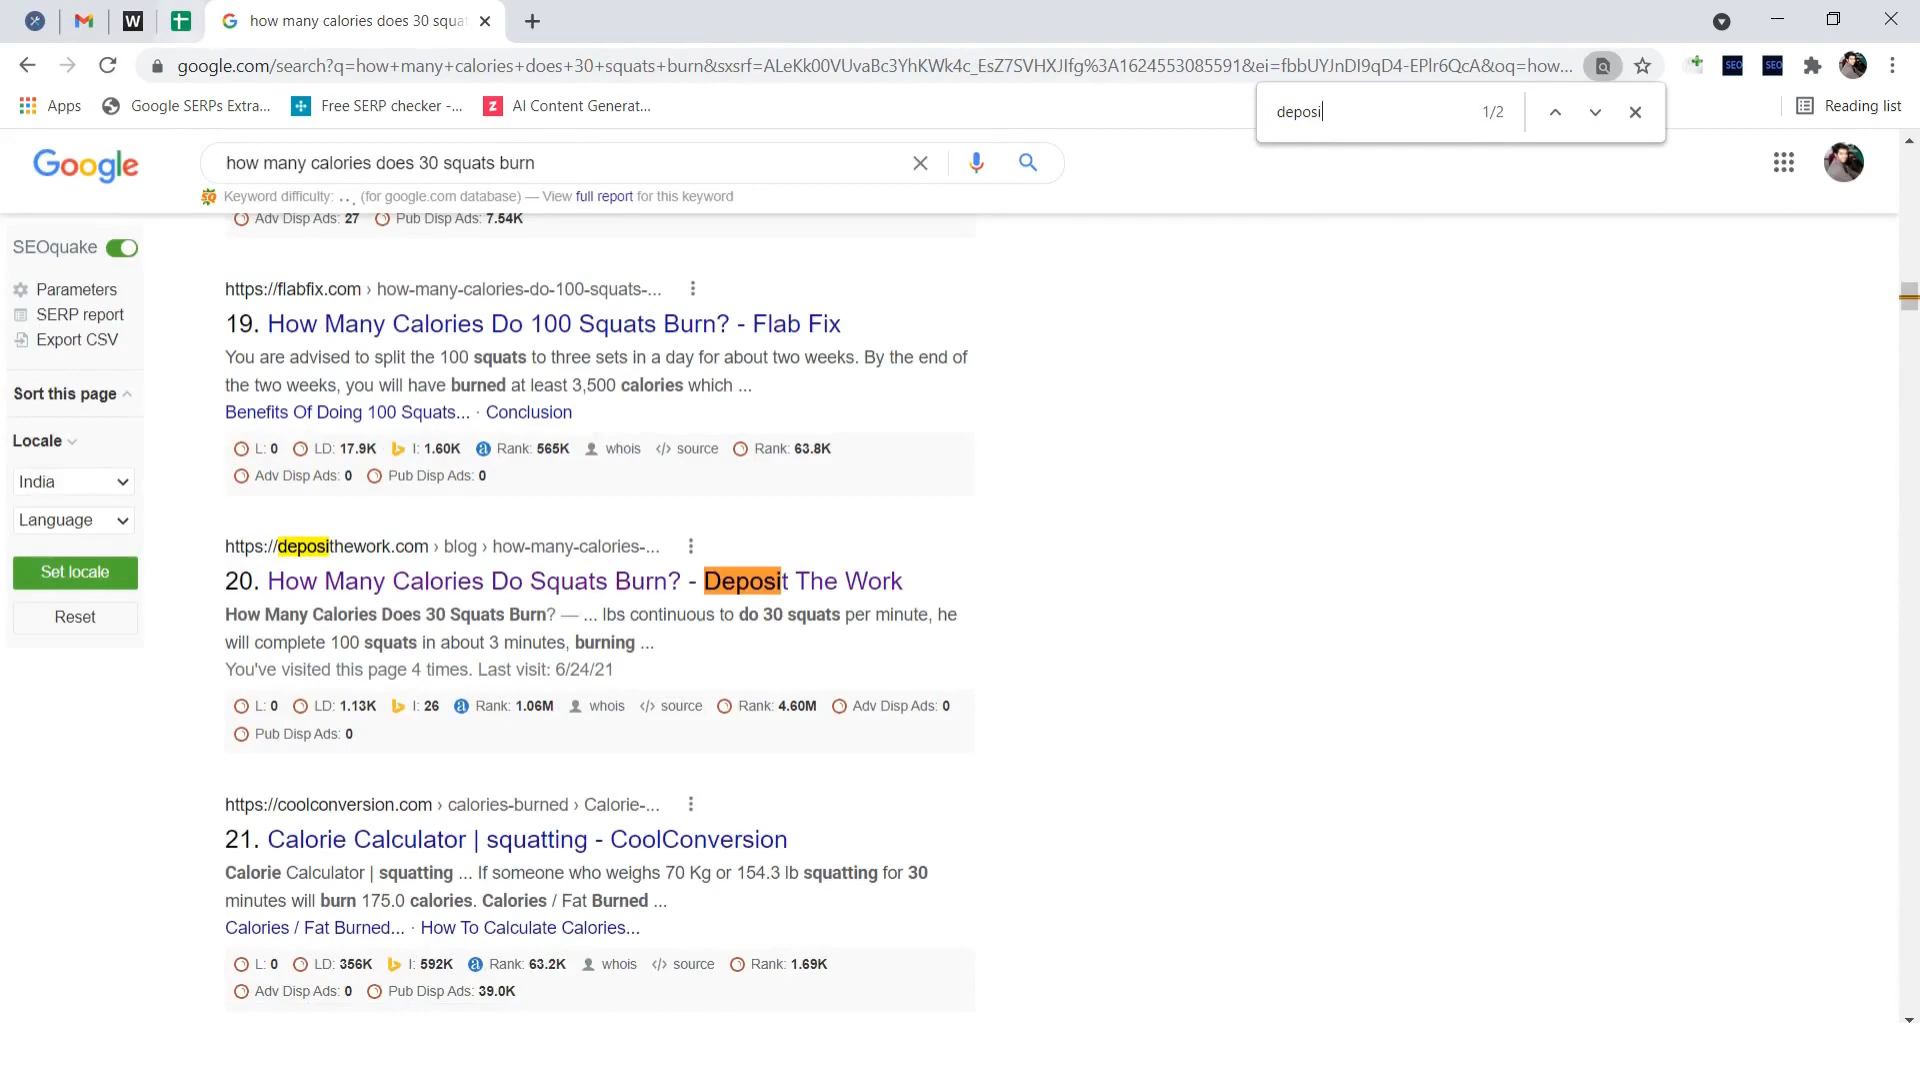 W
how many calories does 30 squa
google.com/search?q=how+many+calories+does+30+squats+burn&sxsrf=ALeKk00VUvaBc3YhKWk4c_EsZ7SVHXJIfg%3A1624553085591&ei=fbbUYJnDI9qD4-EPlr6QcA&oq=how...
SEO
SEO
Apps
Google SERPs Extra...
Free SERP checker -...
Z
AI Content Generat...
Reading list
deposi
1/2
Google
how many calories does 30 squats burn
Keyword difficulty: . . . (for google.com database) — View full report for this keyword
Adv Disp Ads: 27 Pub Disp Ads: 7.54K
SEOquake
Parameters
SERP report
Export CSV
Sort this page
Locale
India
Language
Set locale
Reset
https://flabfix.com › how-many-calories-do-100-squats-...
19. How Many Calories Do 100 Squats Burn? - Flab Fix
You are advised to split the 100 squats to three sets in a day for about two weeks. By the end of
the two weeks, you will have burned at least 3,500 calories which ...
Benefits Of Doing 100 Squats... · Conclusion
L: 0 LD: 17.9K I: 1.60K Rank: 565K whois </> source Rank: 63.8K
Adv Disp Ads: 0 Pub Disp Ads: 0
https://deposithework.com › blog › how-many-calories-...
20. How Many Calories Do Squats Burn? - Deposit The Work
How Many Calories Does 30 Squats Burn? — ... lbs continuous to do 30 squats per minute, he
will complete 100 squats in about 3 minutes, burning ...
You've visited this page 4 times. Last visit: 6/24/21
L: 0 LD: 1.13K I: 26 Rank: 1.06M whois </> source Rank: 4.60M Adv Disp Ads: 0
Pub Disp Ads: 0
https://coolconversion.com › calories-burned › Calorie-...
21. Calorie Calculator | squatting - CoolConversion
Calorie Calculator | squatting ... If someone who weighs 70 Kg or 154.3 lb squatting for 30
minutes will burn 175.0 calories. Calories / Fat Burned ...
Calories / Fat Burned... · How To Calculate Calories...
L: 0 LD: 356K I: 592K Rank: 63.2K whois </> source Rank: 1.69K
Adv Disp Ads: 0 Pub Disp Ads: 39.0K